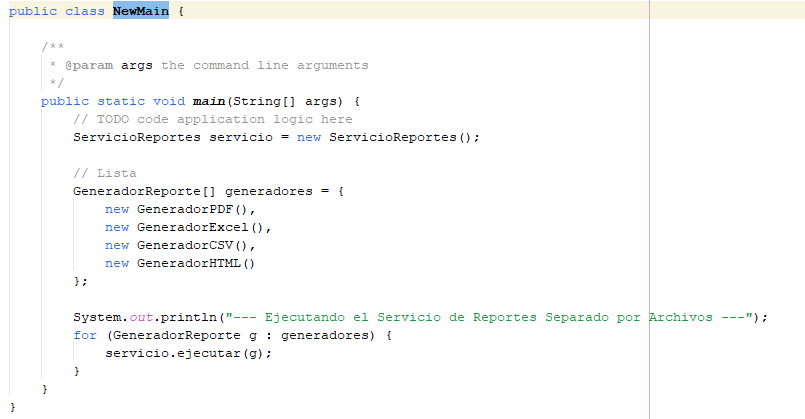 public class NewMain {
/**
* @param args the command line arguments
*/
public static void main(String[] args) {
// TODO code application logic here
ServicioReportes servicio = new ServicioReportes();
// Lista
GeneradorReporte[] generadores = {
new GeneradorPDF(),
new GeneradorExcel(),
new GeneradorCSV(),
new GeneradorHTML()
};
System.out.println("--- Ejecutando el Servicio de Reportes Separado por Archivos ---");
for (GeneradorReporte g : generadores) {
servicio.ejecutar(g);
}
}
}